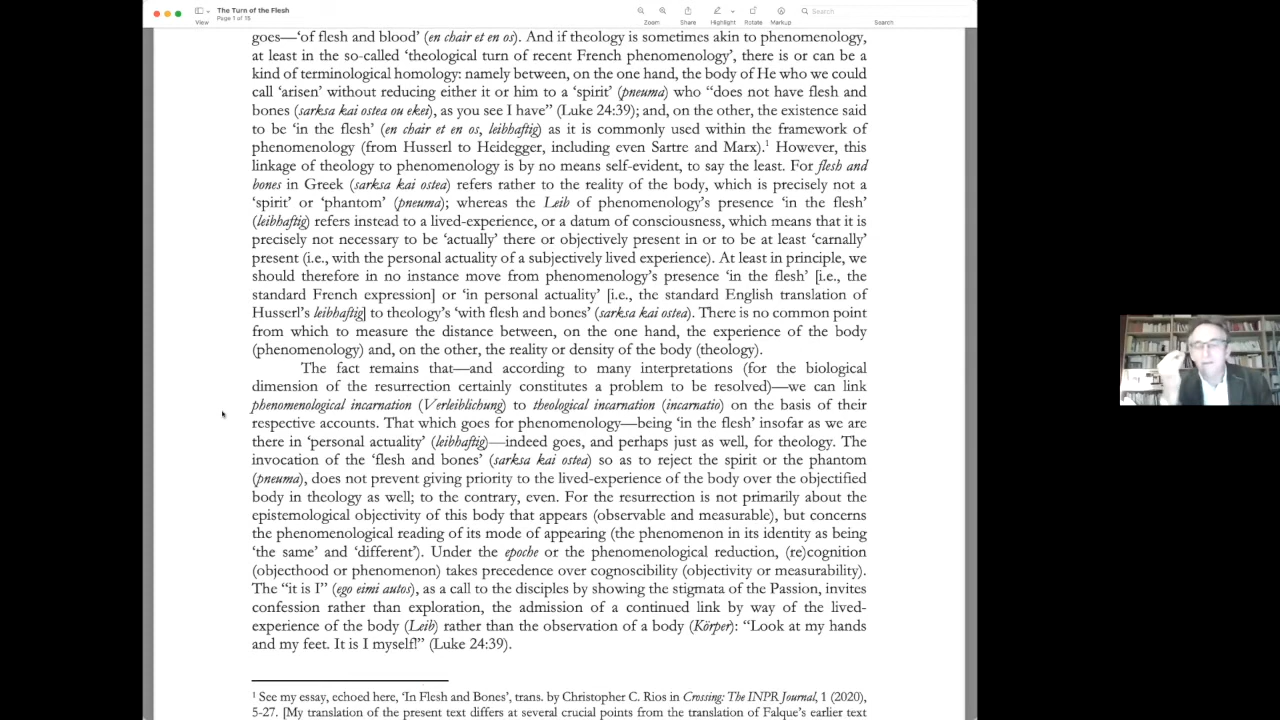 The Turn of the Flesh
Page 1 of 15
View
Zoom
Share
Highlight
Rotate
Markup
Search
Search
goes—‘of flesh and blood’ (en chair et en os). And if theology is sometimes akin to phenomenology,
at least in the so-called ‘theological turn of recent French phenomenology’, there is or can be a
kind of terminological homology: namely between, on the one hand, the body of He who we could
call ‘arisen’ without reducing either it or him to a ‘spirit’ (pneuma) who “does not have flesh and
bones (sarksa kai ostea ou ekei), as you see I have” (Luke 24:39); and, on the other, the existence said
to be ‘in the flesh’ (en chair et en os, leibhaftig) as it is commonly used within the framework of
phenomenology (from Husserl to Heidegger, including even Sartre and Marx).1 However, this
linkage of theology to phenomenology is by no means self-evident, to say the least. For flesh and
bones in Greek (sarksa kai ostea) refers rather to the reality of the body, which is precisely not a
‘spirit’ or ‘phantom’ (pneuma); whereas the Leib of phenomenology’s presence ‘in the flesh’
(leibhaftig) refers instead to a lived-experience, or a datum of consciousness, which means that it is
precisely not necessary to be ‘actually’ there or objectively present in or to be at least ‘carnally’
present (i.e., with the personal actuality of a subjectively lived experience). At least in principle, we
should therefore in no instance move from phenomenology’s presence ‘in the flesh’ [i.e., the
standard French expression] or ‘in personal actuality’ [i.e., the standard English translation of
Husserl’s leibhaftig] to theology’s ‘with flesh and bones’ (sarksa kai ostea). There is no common point
from which to measure the distance between, on the one hand, the experience of the body
(phenomenology) and, on the other, the reality or density of the body (theology).
The fact remains that—and according to many interpretations (for the biological
dimension of the resurrection certainly constitutes a problem to be resolved)—we can link
phenomenological incarnation (Verleiblichung) to theological incarnation (incarnatio) on the basis of their
respective accounts. That which goes for phenomenology—being ‘in the flesh’ insofar as we are
there in ‘personal actuality’ (leibhaftig)—indeed goes, and perhaps just as well, for theology. The
invocation of the ‘flesh and bones’ (sarksa kai ostea) so as to reject the spirit or the phantom
(pneuma), does not prevent giving priority to the lived-experience of the body over the objectified
body in theology as well; to the contrary, even. For the resurrection is not primarily about the
epistemological objectivity of this body that appears (observable and measurable), but concerns
the phenomenological reading of its mode of appearing (the phenomenon in its identity as being
‘the same’ and ‘different’). Under the epoche or the phenomenological reduction, (re)cognition
(objecthood or phenomenon) takes precedence over cognoscibility (objectivity or measurability).
The “it is I” (ego eimi autos), as a call to the disciples by showing the stigmata of the Passion, invites
confession rather than exploration, the admission of a continued link by way of the lived-
experience of the body (Leib) rather than the observation of a body (Körper): “Look at my hands
and my feet. It is I myself!” (Luke 24:39).
1 See my essay, echoed here, ‘In Flesh and Bones’, trans. by Christopher C. Rios in Crossing: The INPR Journal, 1 (2020),
5-27. [My translation of the present text differs at several crucial points from the translation of Falque’s earlier text